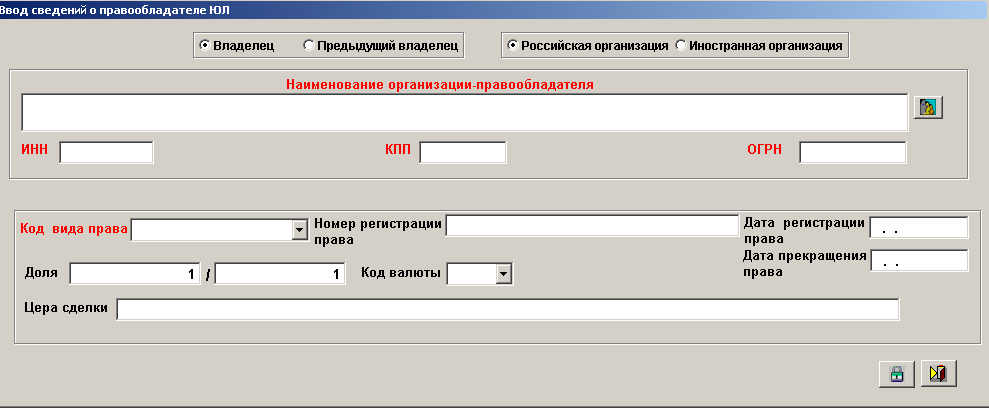 Ввод сведений о правообладателе ЮЛ
Владелец Предыдущий владелец Российская организация Иностранная организация
Наименование организации-правообладателя
ИНН КПП ОГРН
Код вида права Номер регистрации права Дата регистрации права . .
Дата прекращения права . .
Доля 1 / 1 Код валюты
Цера сделки